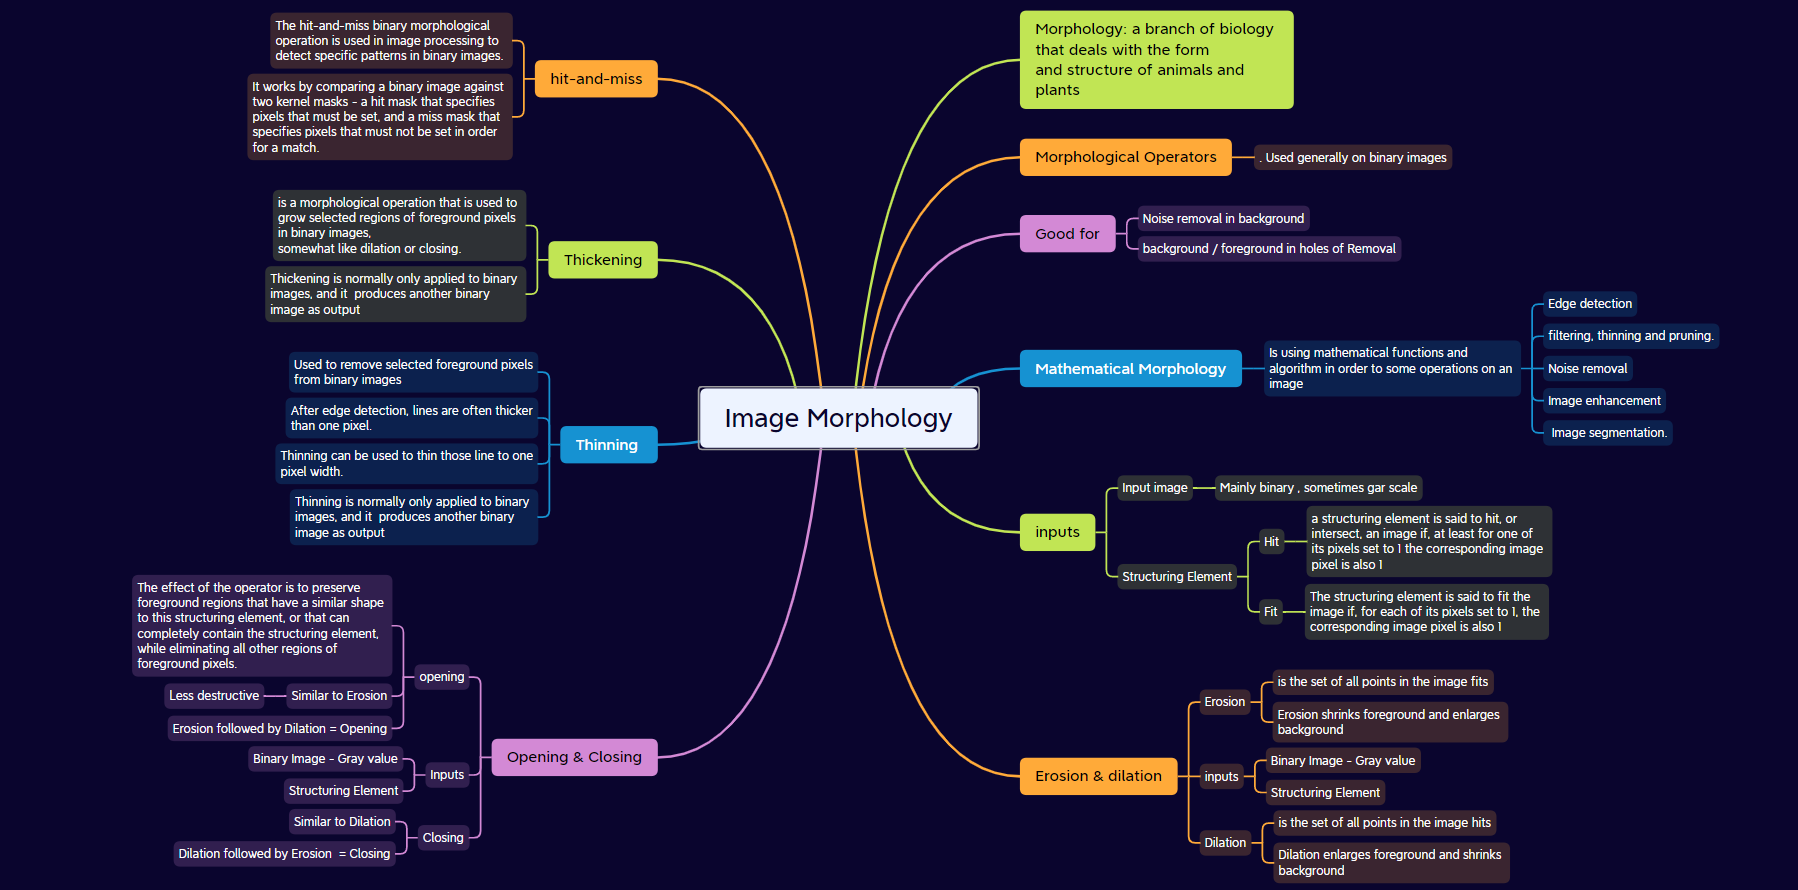 Image Morphology
Morphology: a branch of biology
that deals with the form
and structure of animals and
plants
Morphological Operators
. Used generally on binary images
Good for
Noise removal in background
background / foreground in holes of Removal
Mathematical Morphology
Is using mathematical functions and
algorithm in order to some operations on an
image
Edge detection
filtering, thinning and pruning.
Noise removal
Image enhancement
Image segmentation.
inputs
Input image
Mainly binary , sometimes gar scale
Structuring Element
Hit
a structuring element is said to hit, or
intersect, an image if, at least for one of
its pixels set to 1 the corresponding image
pixel is also 1
Fit
The structuring element is said to fit the
image if, for each of its pixels set to 1, the
corresponding image pixel is also 1
Erosion & dilation
Erosion
is the set of all points in the image fits
Erosion shrinks foreground and enlarges
background
inputs
Binary Image - Gray value
Structuring Element
Dilation
is the set of all points in the image hits
Dilation enlarges foreground and shrinks
background
hit-and-miss
The hit-and-miss binary morphological
operation is used in image processing to
detect specific patterns in binary images.
It works by comparing a binary image against
two kernel masks - a hit mask that specifies
pixels that must be set, and a miss mask that
specifies pixels that must not be set in order
for a match.
Thickening
is a morphological operation that is used to
grow selected regions of foreground pixels
in binary images,
somewhat like dilation or closing.
Thickening is normally only applied to binary
images, and it  produces another binary
image as output
Thinning
Used to remove selected foreground pixels
from binary images
After edge detection, lines are often thicker
than one pixel.
Thinning can be used to thin those line to one
pixel width.
Thinning is normally only applied to binary
images, and it  produces another binary
image as output
Opening & Closing
opening
The effect of the operator is to preserve
foreground regions that have a similar shape
to this structuring element, or that can
completely contain the structuring element,
while eliminating all other regions of
foreground pixels.
Similar to Erosion
Less destructive
Erosion followed by Dilation = Opening
Inputs
Binary Image - Gray value
Structuring Element
Closing
Similar to Dilation
Dilation followed by Erosion  = Closing